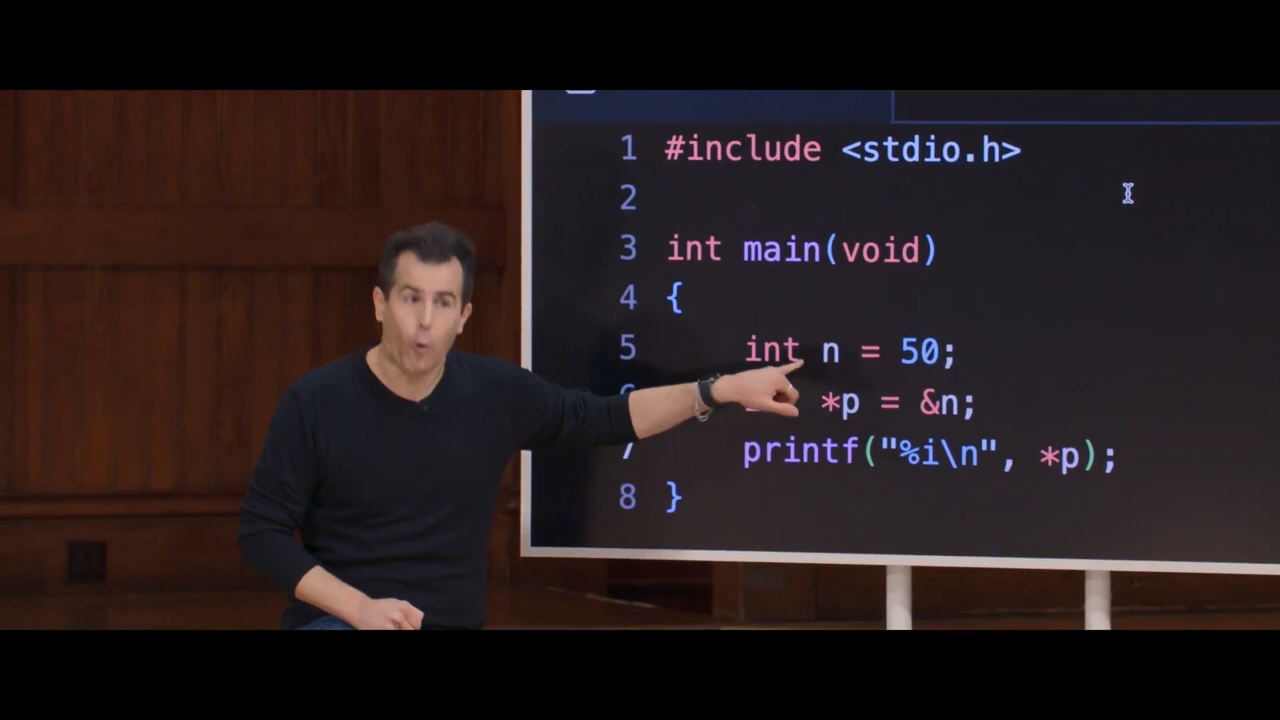 1 #include <stdio.h>
2
3 int main(void)
4 {
5 int n = 50;
*p = &n;
printf("%i\n", *p);
8 }